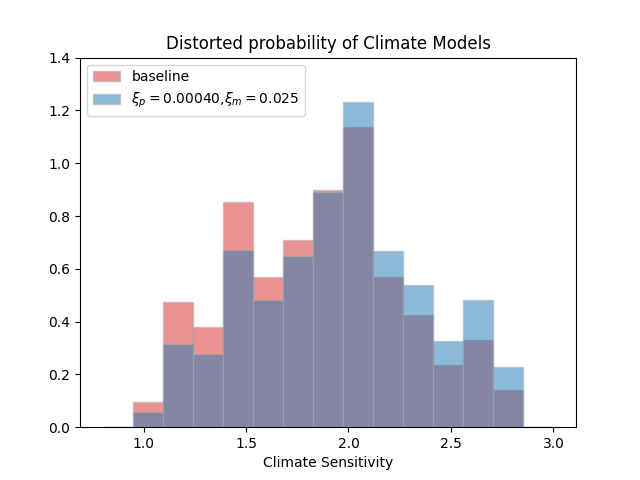 Distorted probability of Climate Models
baseline
ξₚ = 0.00040,ξₘ = 0.025
1.4
1.2
1.0
0.8
0.6
0.4
0.2
0.0
1.0 1.5 2.0 2.5 3.0
Climate Sensitivity